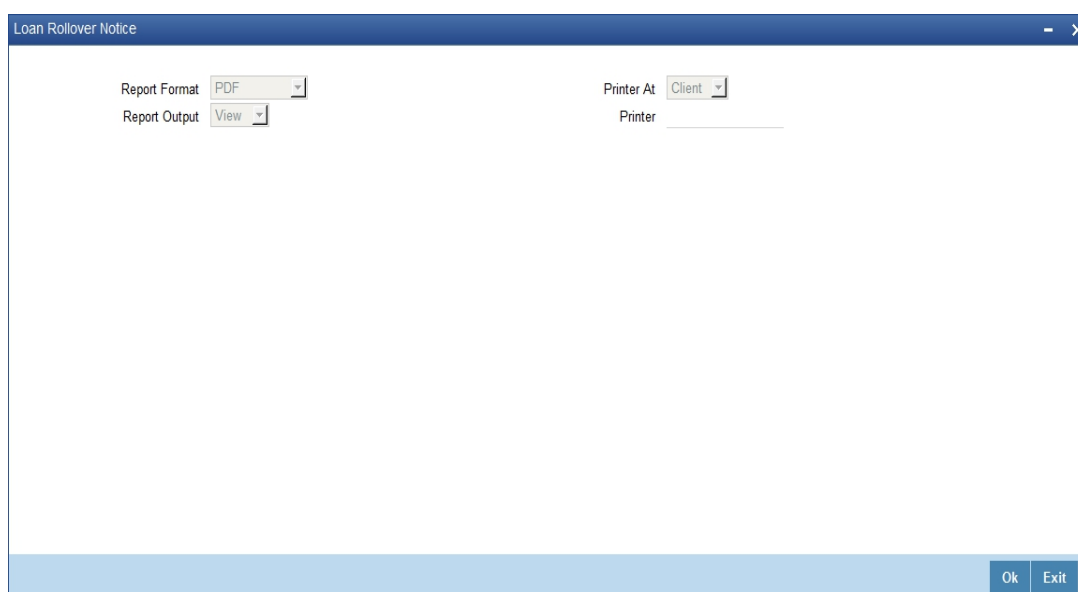 Loan Rollover Notice
Report Format PDF Printer At Client
Report Output View Printer
Ok Exit